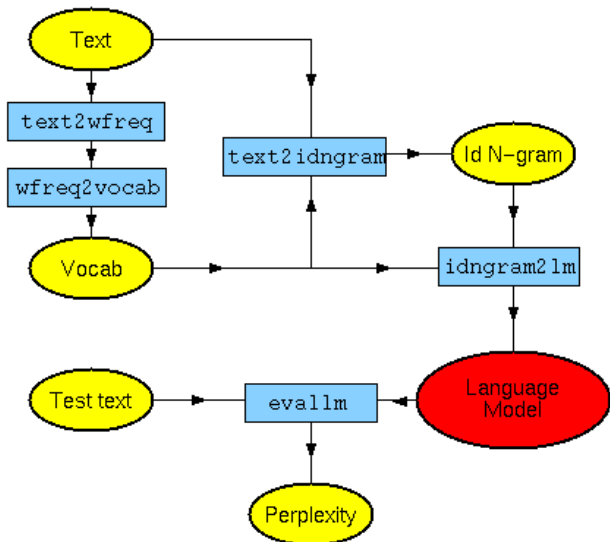 Text
text2wfreq
text2idngram
Id N-gram
wfreq2vocab
Vocab
idngram2lm
Test text
evallm
Language
Model
Perplexity